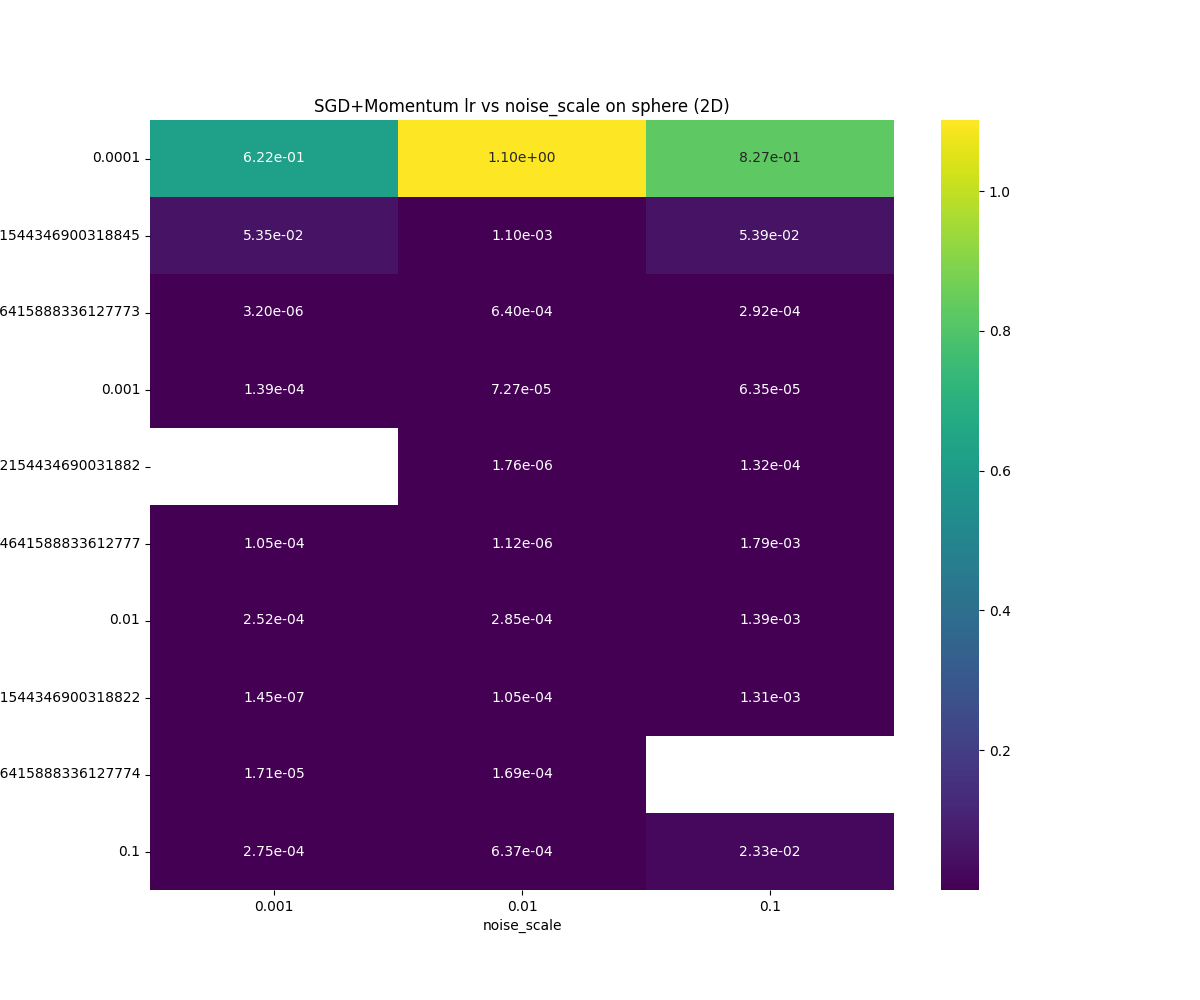 SGD+Momentum lr vs noise_scale on sphere (2D)
0.0001 6.22e-01 1.10e+00 8.27e-01
1544346900318845 5.35e-02 1.10e-03 5.39e-02
6415888336127773 3.20e-06 6.40e-04 2.92e-04
0.001 1.39e-04 7.27e-05 6.35e-05
2154434690031882 1.76e-06 1.32e-04
4641588833612777 1.05e-04 1.12e-06 1.79e-03
0.01 2.52e-04 2.85e-04 1.39e-03
1544346900318822 1.45e-07 1.05e-04 1.31e-03
6415888336127774 1.71e-05 1.69e-04
0.1 2.75e-04 6.37e-04 2.33e-02
0.001 0.01 0.1
noise_scale
1.0
0.8
0.6
0.4
0.2